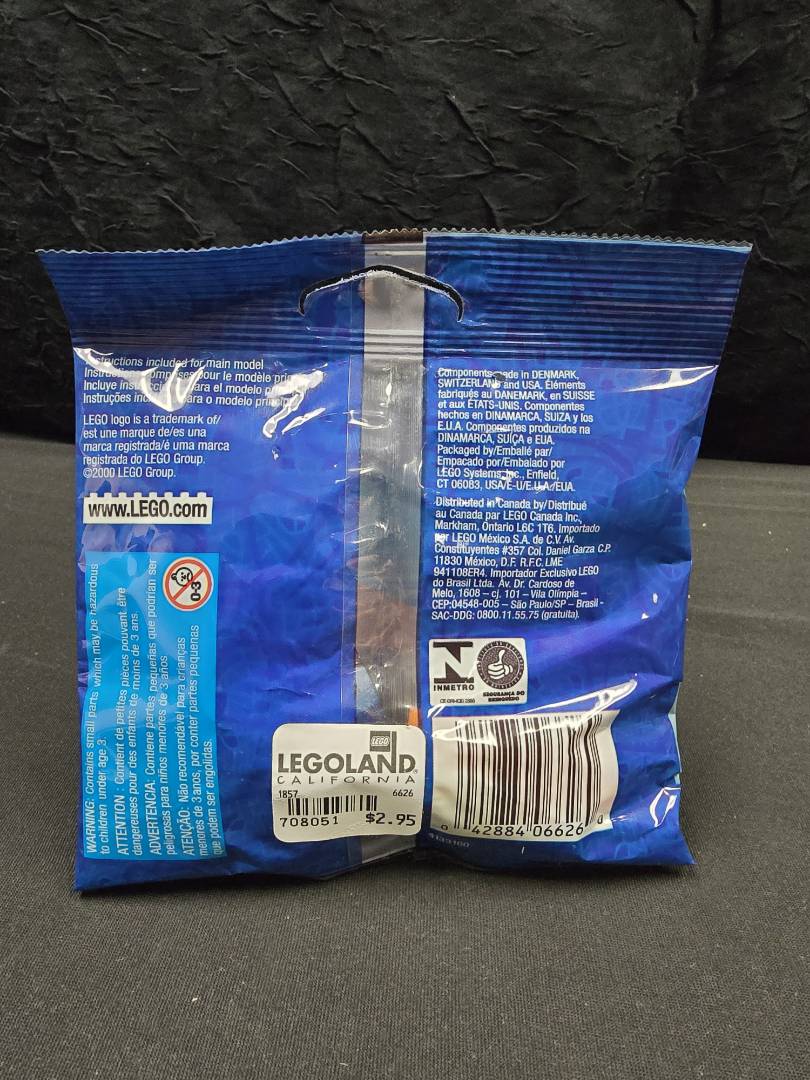 Instructions included for main model
pour le modèle
Incluye para el modelo
Instruções o modelo
LEGO logo is a trademark of/
est une marque de/es una
marca registrada/é uma marca
registrada do LEGO Group.
©2000 LEGO Group.
www.LEGO.com
WARNING: Contains small parts which may be hazardous
to children under age 3.
ATTENTION : Contient de petites pièces pouvant être
dangereuses pour des enfants de moins de 3 ans.
ADVERTENCIA: Contiene partes pequeñas que podrían ser
peligrosas para niños menores de 3 años
ATENÇÃO: Não recomendável para crianças
menores de 3 anos, por conter partes pequenas
que podem ser engolidas.
0-3
Components made in DENMARK,
SWITZERLAND and USA. Éléments
fabriqués au DANEMARK, en SUISSE
et aux ÉTATS-UNIS. Componentes
hechos en DINAMARCA, SUIZA y los
E.U.A. Componentes produzidos na
DINAMARCA, SUÍÇA e EUA.
Packaged by/Emballé par/
Empacado por/Embalado por
LEGO Systems, Inc., Enfield,
CT 06083, USA/E-U/E.U.A./EUA.
Distributed in Canada by/Distribué
au Canada par LEGO Canada Inc.,
Markham, Ontario L6C 1T6. Importado
por LEGO México S.A. de C.V. Av.
Constituyentes #357 Col. Daniel Garza C.P.
11830 México, D.F. R.F.C. LME
941108ER4. Importador Exclusivo LEGO
do Brasil Ltda. Av. Dr. Cardoso de
Melo, 1608 – cj. 101 – Vila Olímpia –
CEP:04548-005 – São Paulo/SP – Brasil -
SAC-DDG: 0800.11.55.75 (gratuita).
N
INMETRO
SEGURANÇA DO
BRINQUEDO
LEGO
LEGOLAND®
CALIFORNIA
1857 6626
708051 $2.95
0 42884 06626 0